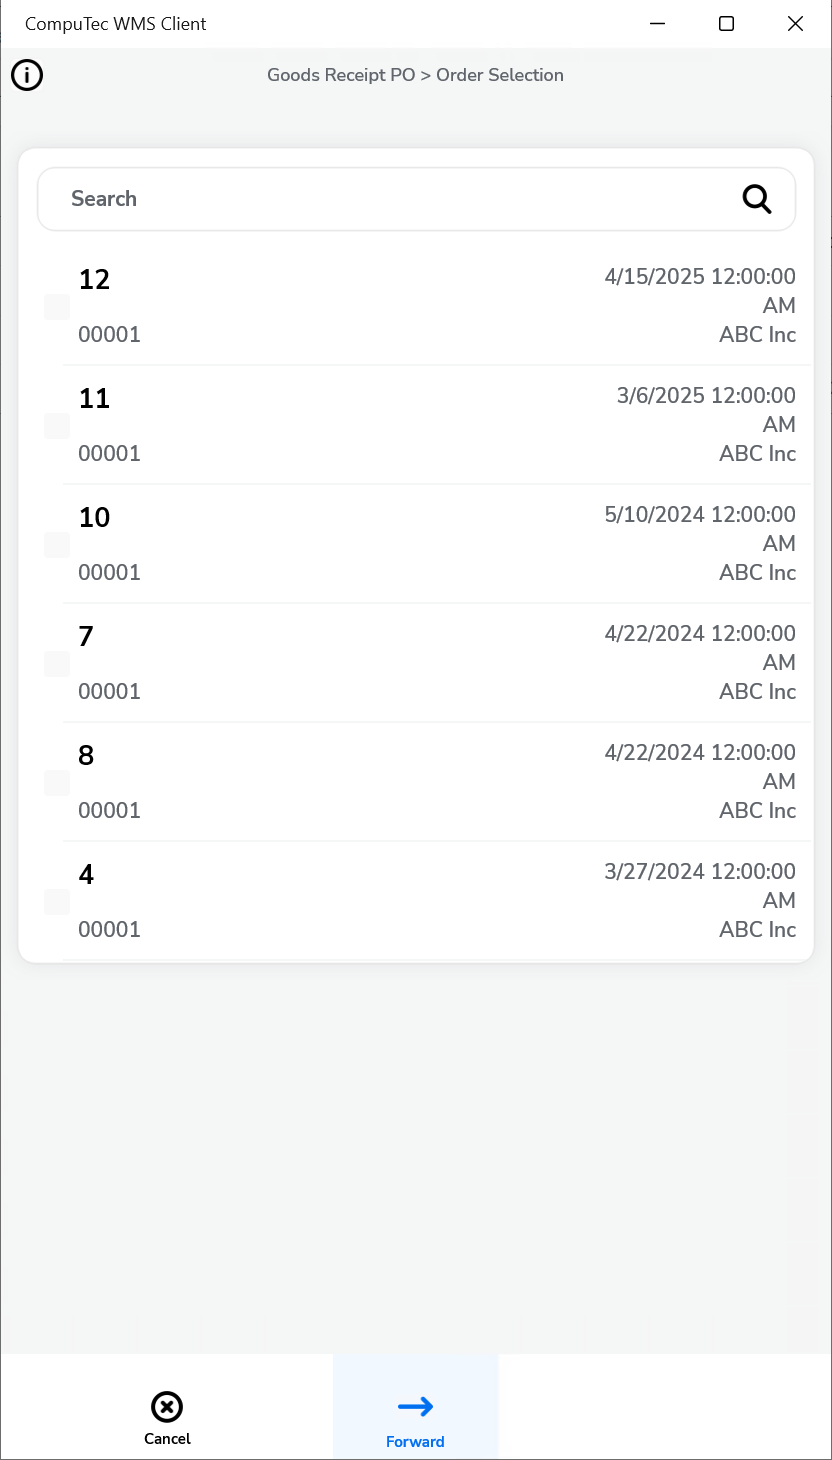 CompuTec WMS Client
Goods Receipt PO > Order Selection
Search
12
4/15/2025 12:00:00
AM
00001
ABC Inc
11
3/6/2025 12:00:00
AM
00001
ABC Inc
10
5/10/2024 12:00:00
AM
00001
ABC Inc
7
4/22/2024 12:00:00
AM
00001
ABC Inc
8
4/22/2024 12:00:00
AM
00001
ABC Inc
4
3/27/2024 12:00:00
AM
00001
ABC Inc
Cancel
Forward